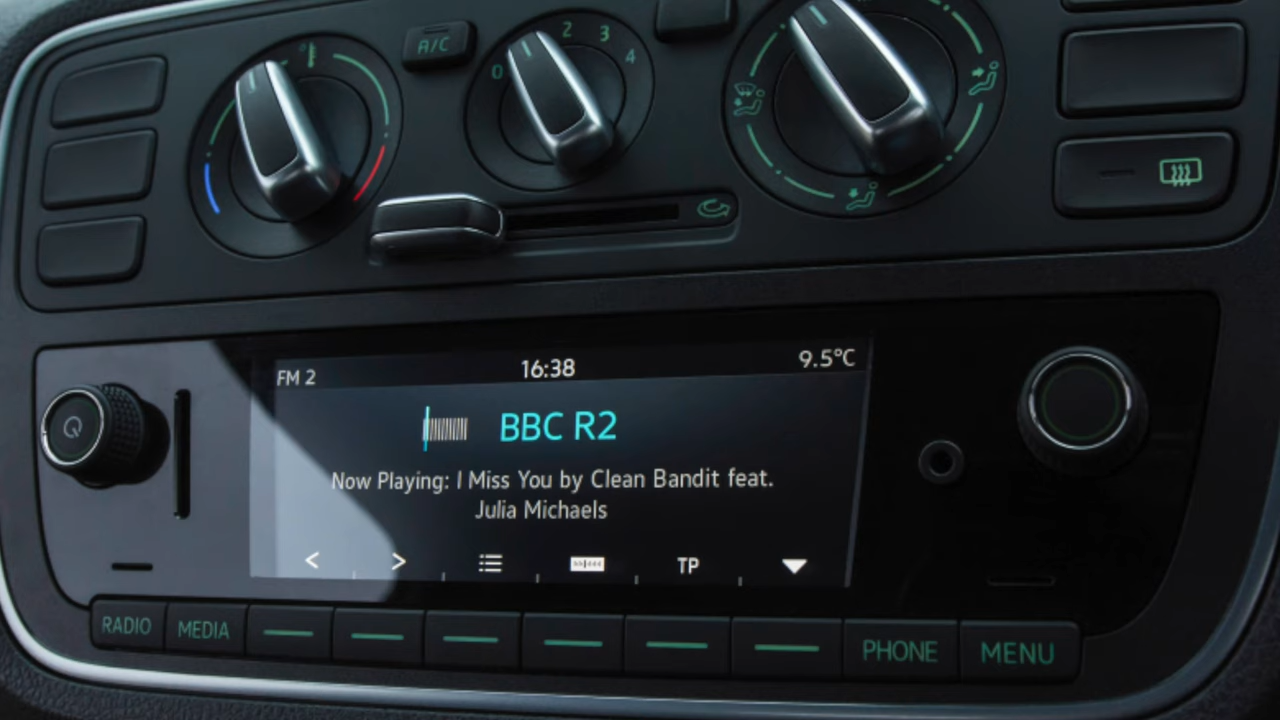 A/C
0 2 3 4
FM 2 16:38 9.5°C
BBC R2
Now Playing: I Miss You by Clean Bandit feat.
Julia Michaels
< > TP
RADIO MEDIA PHONE MENU